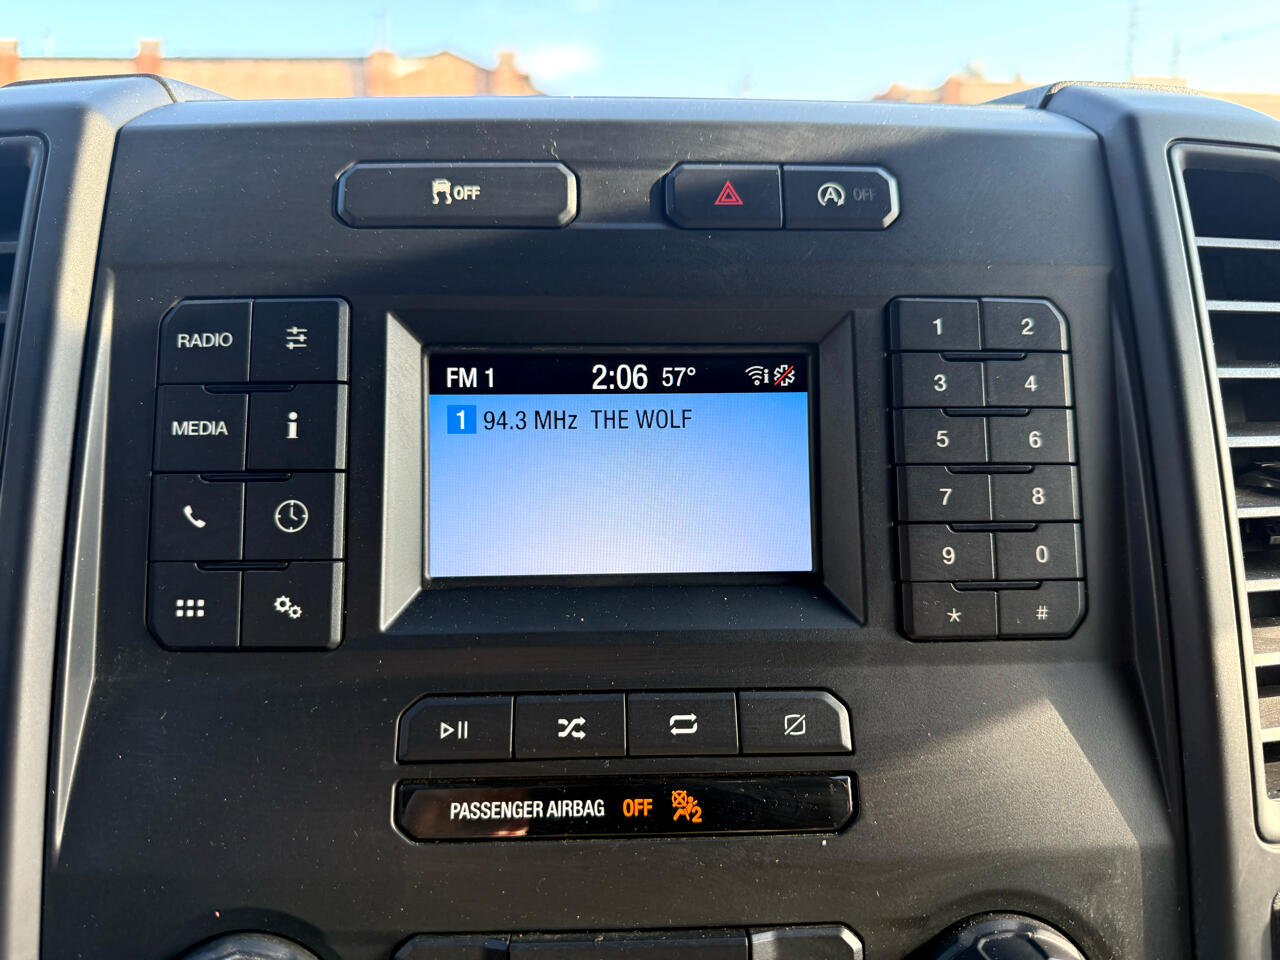 OFF
A OFF
RADIO
MEDIA
i
FM 1 2:06 57°
1 94.3 MHz THE WOLF
1 2
3 4
5 6
7 8
9 0
* #
PASSENGER AIRBAG OFF 2